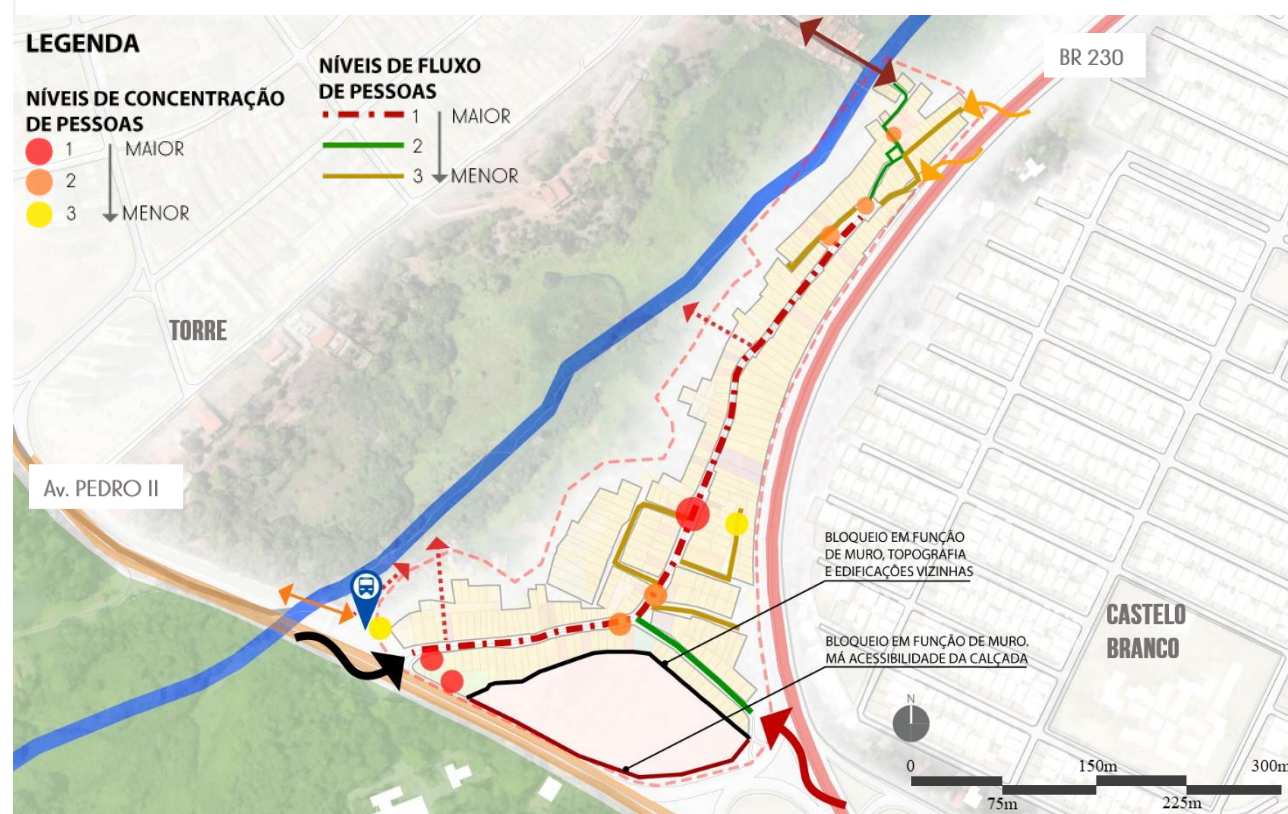 LEGENDA
NÍVEIS DE CONCENTRAÇÃO
DE PESSOAS
1 MAIOR
2
3 MENOR
NÍVEIS DE FLUXO
DE PESSOAS
1 MAIOR
2
3 MENOR
BR 230
TORRE
Av. PEDRO II
BLOQUEIO EM FUNÇÃO
DE MURO, TOPOGRAFIA
E EDIFICAÇÕES VIZINHAS
BLOQUEIO EM FUNÇÃO DE MURO.
MÁ ACESSIBILIDADE DA CALÇADA
CASTELO
BRANCO
N
0 150m 300m
75m 225m